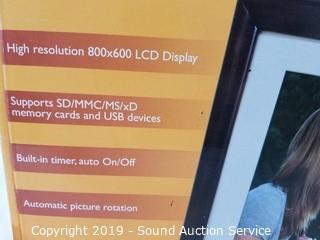 High resolution 800x600 LCD Display
Supports SD/MMC/MS/xD
memory cards and USB devices
Built-in timer, auto On/Off
Automatic picture rotation
Copyright 2019 - Sound Auction Service